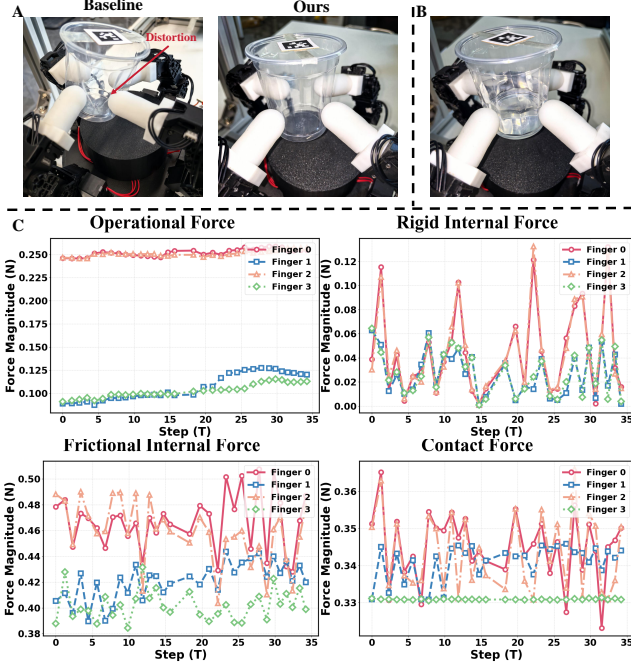 A
Baseline
Ours
B
Distortion
C
Operational Force
Force Magnitude (N)
0.250
0.225
0.200
0.175
0.150
0.125
0.100
Finger 0
Finger 1
Finger 2
Finger 3
0 5 10 15 20 25 30 35
Step (T)
Rigid Internal Force
Force Magnitude (N)
0.12
0.10
0.08
0.06
0.04
0.02
0.00
Finger 0
Finger 1
Finger 2
Finger 3
0 5 10 15 20 25 30 35
Step (T)
Frictional Internal Force
Force Magnitude (N)
0.50
0.48
0.46
0.44
0.42
0.40
0.38
Finger 0
Finger 1
Finger 2
Finger 3
0 5 10 15 20 25 30 35
Step (T)
Contact Force
Force Magnitude (N)
0.36
0.35
0.34
0.33
Finger 0
Finger 1
Finger 2
Finger 3
0 5 10 15 20 25 30 35
Step (T)